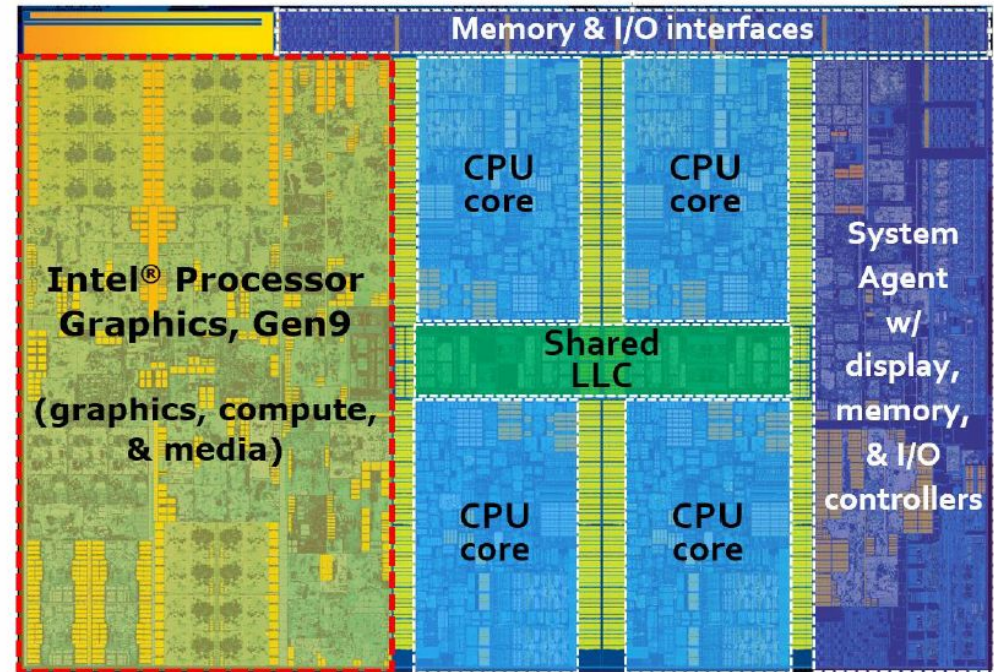 Memory & I/O interfaces
CPU
core
CPU
core
Intel® Processor
Graphics, Gen9
(graphics, compute,
& media)
Shared
LLC
CPU
core
CPU
core
System
Agent
w/
display,
memory,
& I/O
controllers